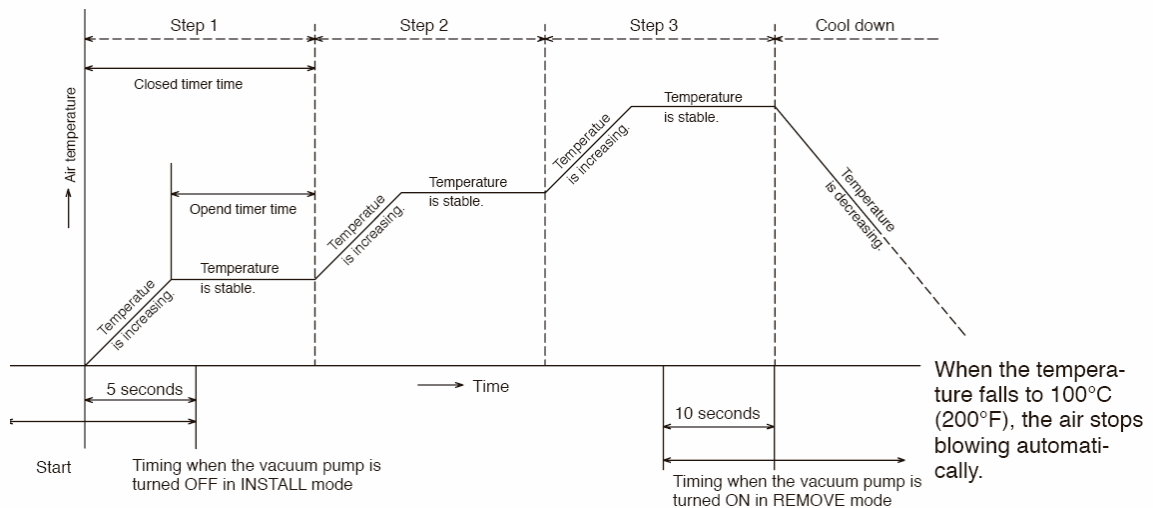 Step 1
Step 2
Step 3
Cool down
Closed timer time
Air temperature
Opend timer time
Temperatue
is increasing.
Temperature
is stable.
Temperatue
is increasing.
Temperature
is stable.
Temperatue
is increasing.
Temperature
is stable.
Temperature
is decreasing.
Time
5 seconds
10 seconds
Start
Timing when the vacuum pump is
turned OFF in INSTALL mode
Timing when the vacuum pump is
turned ON in REMOVE mode
When the tempera-
ture falls to 100°C
(200°F), the air stops
blowing automati-
cally.